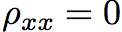 ρ_{xx} = 0